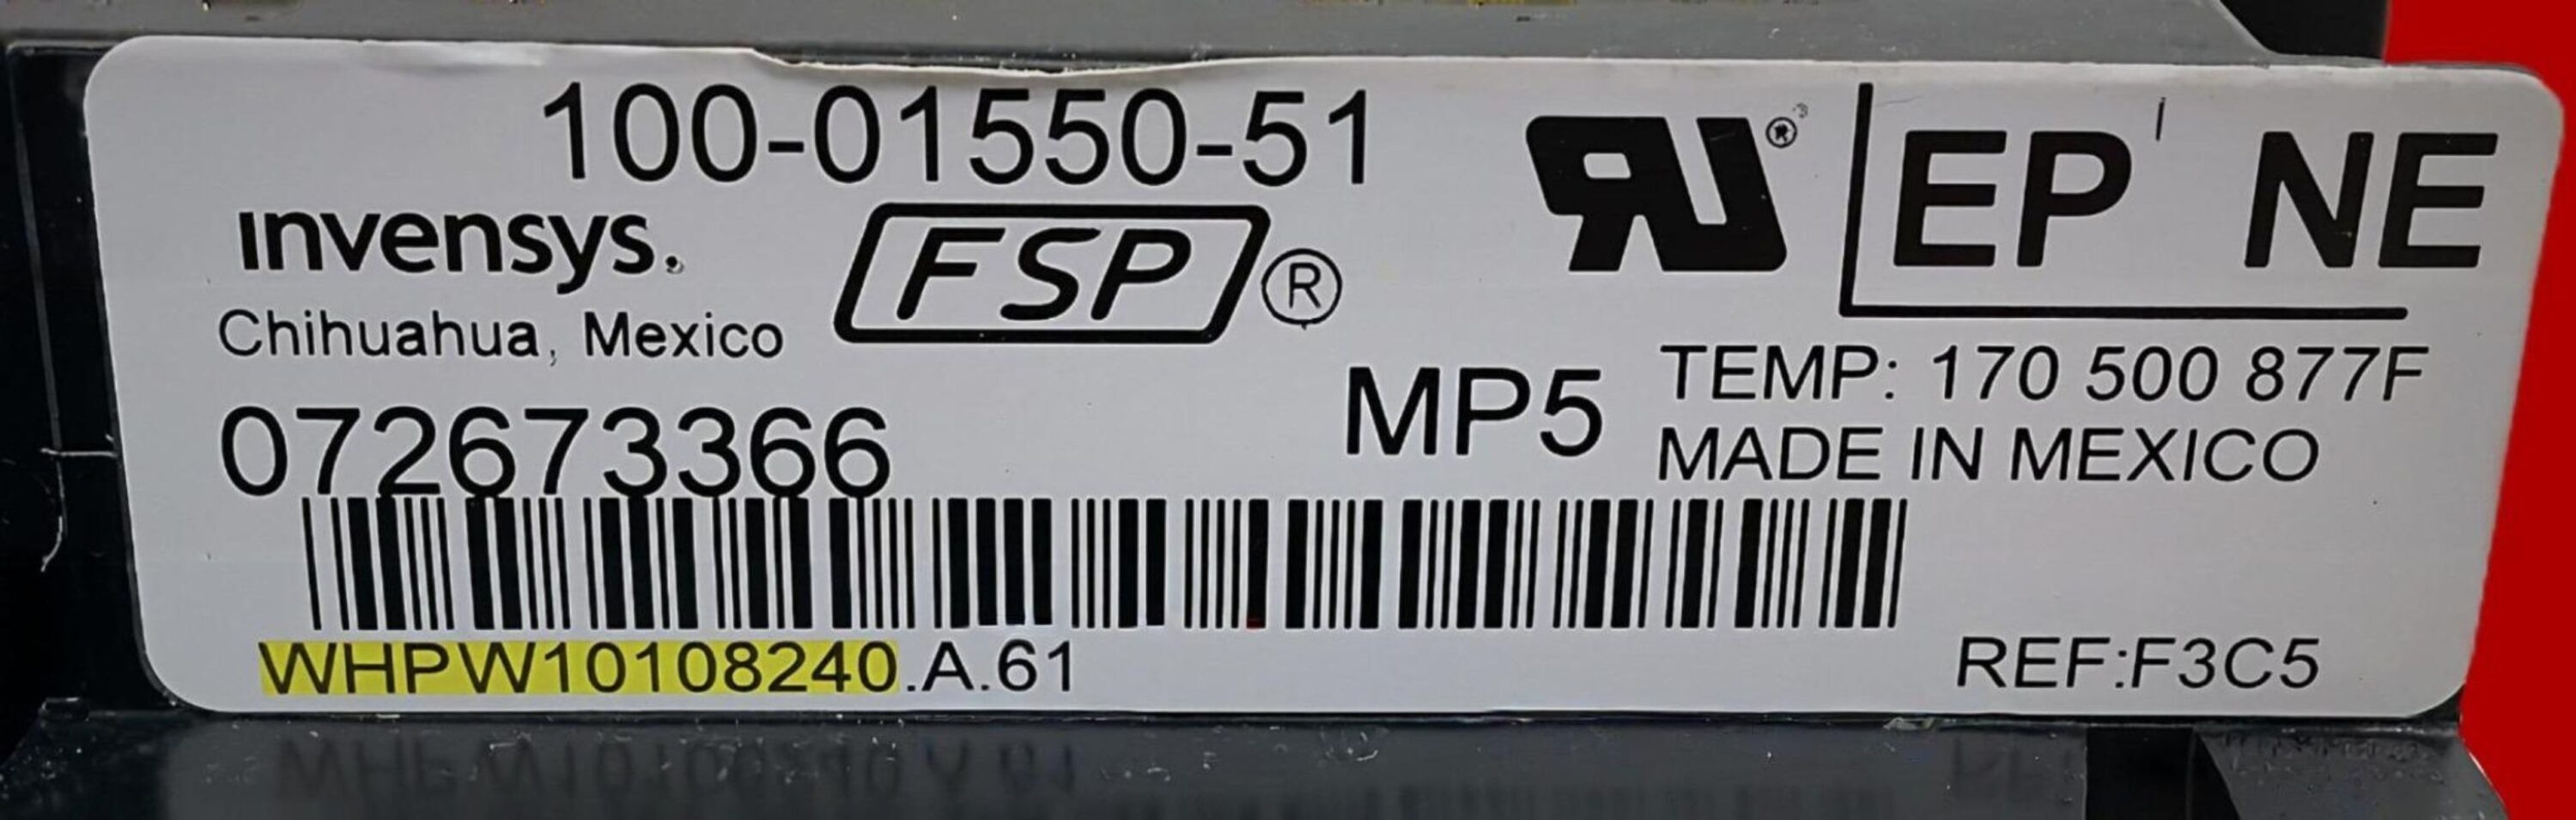 100-01550-51
invensys.
FSP®
Chihuahua, Mexico
072673366
MP5
WHPW10108240.A.61
RU®
EP NE
TEMP: 170 500 877F
MADE IN MEXICO
REF:F3C5